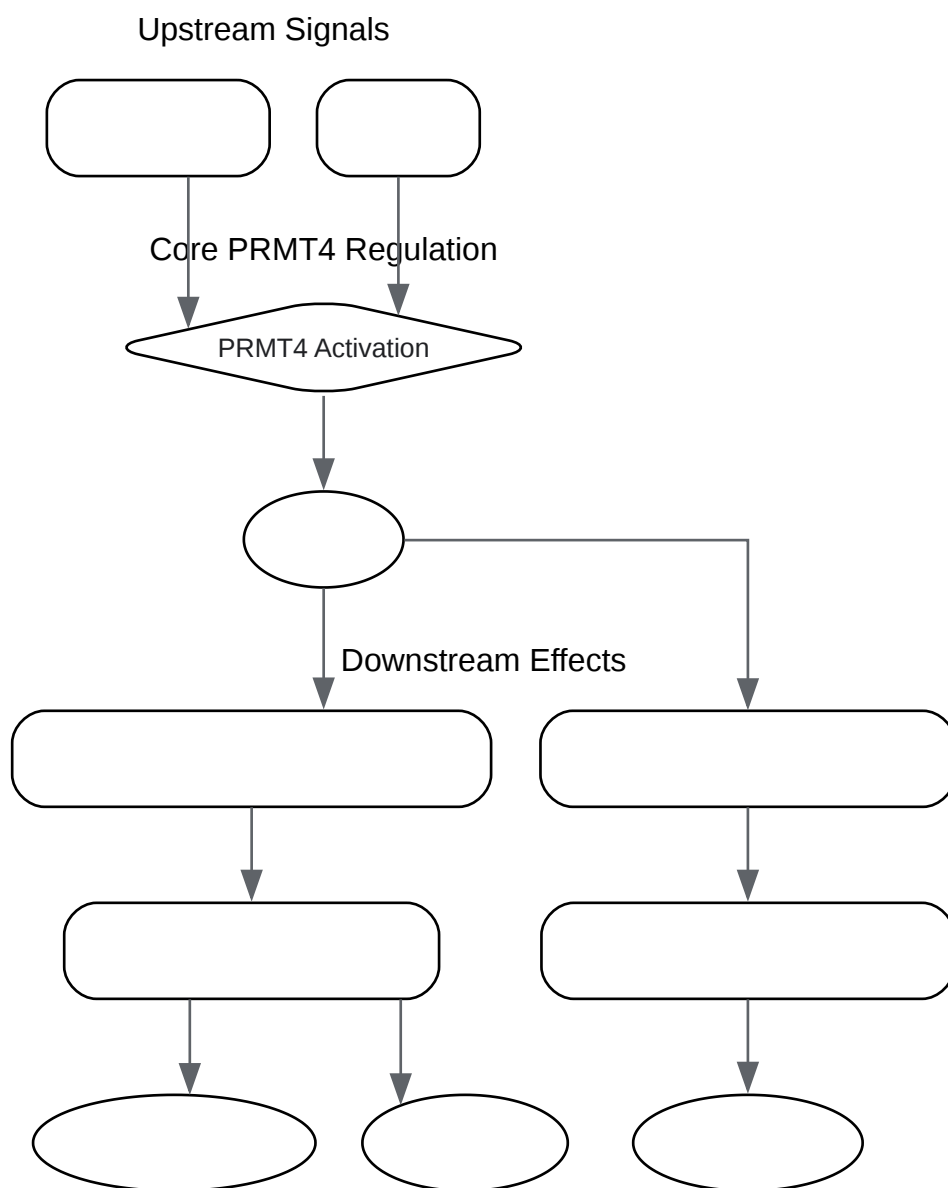 Upstream Signals
Core PRMT4 Regulation
PRMT4 Activation
Downstream Effects